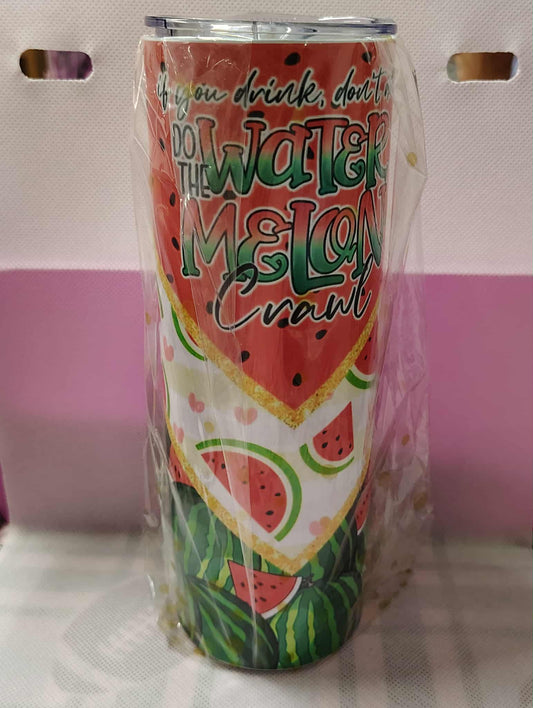 if you drink, don't
DO WATER
THE
MELON
Crawl